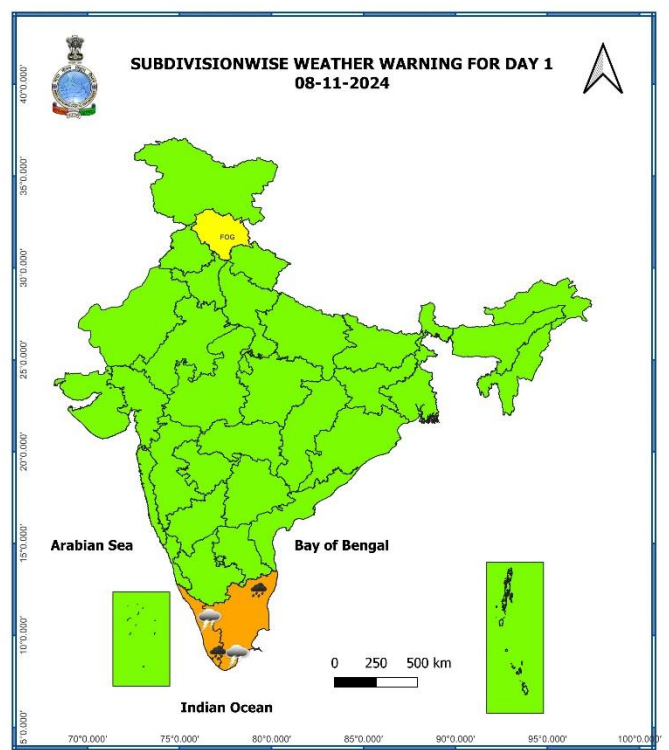 SUBDIVISIONWISE WEATHER WARNING FOR DAY 1
08-11-2024
40°0.000'
35°0.000'
FOG
30°0.000'
25°0.000'
20°0.000'
15°0.000'
Arabian Sea
Bay of Bengal
10°0.000'
0 250 500 km
Indian Ocean
5°0.000'
70°0.000' 75°0.000' 80°0.000' 85°0.000' 90°0.000' 95°0.000' 100°0.000'